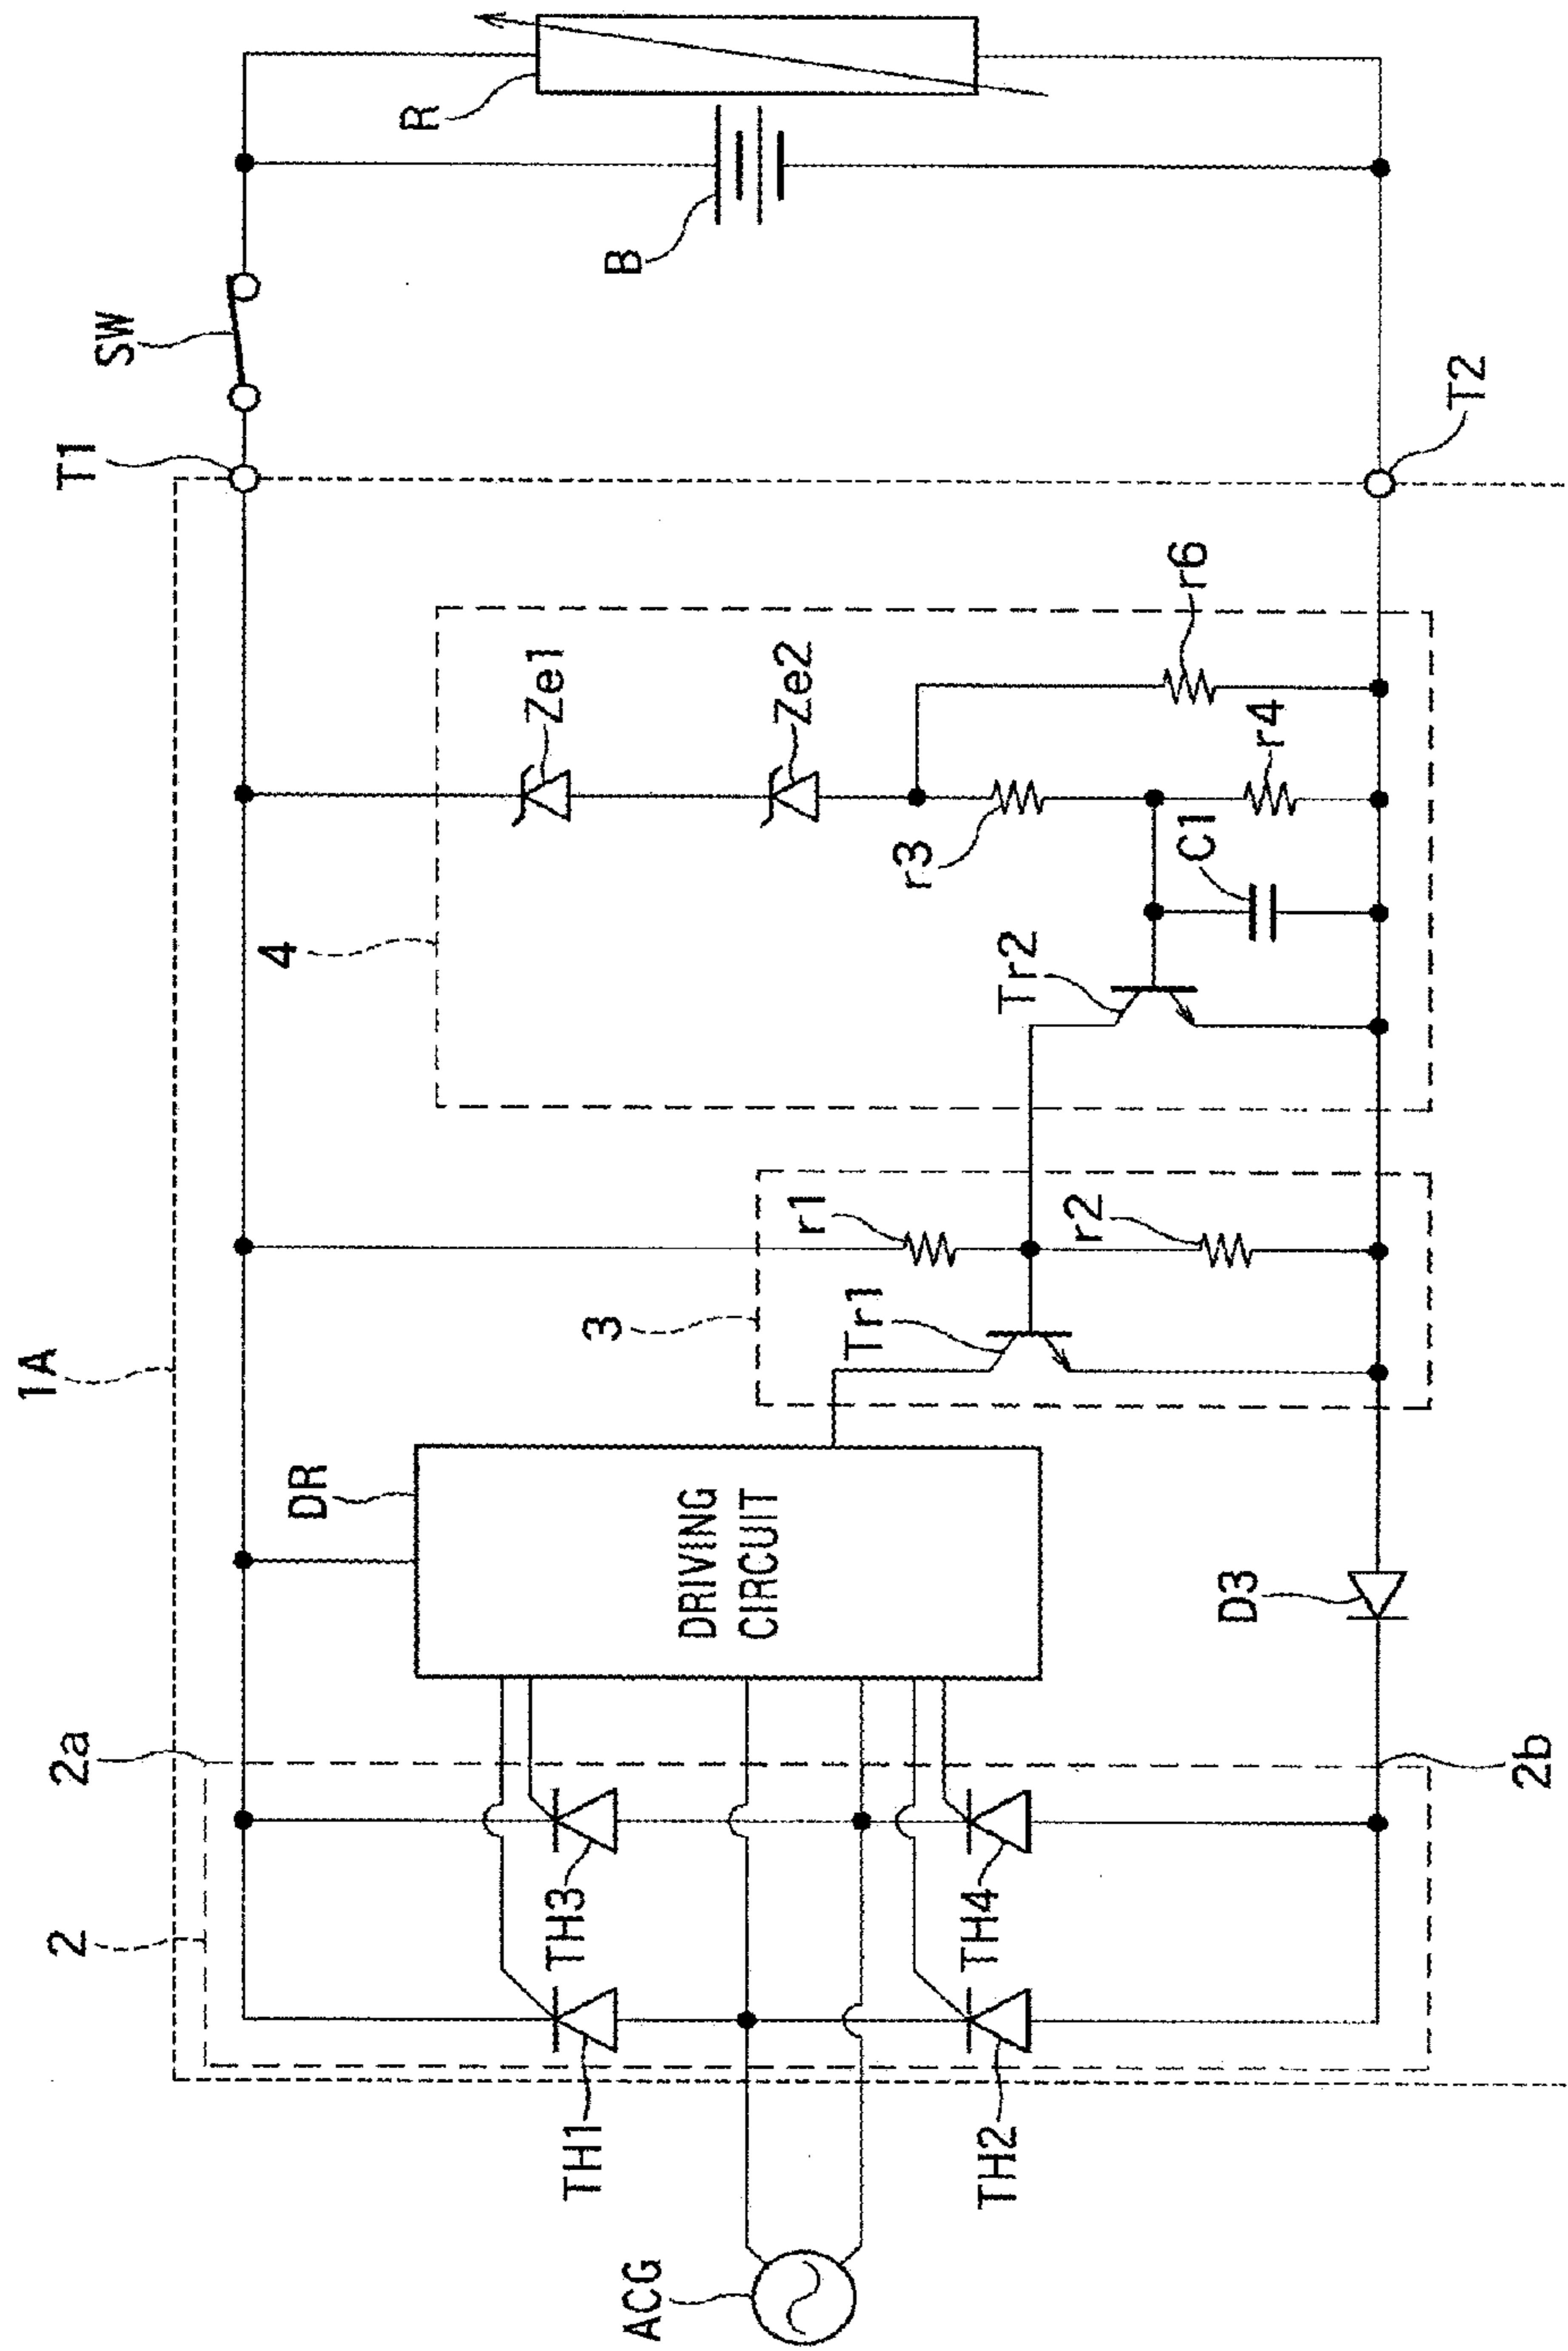 1A
2
2a
DR
3
4
T1
SW
R
B
TH1
TH3
DRIVING
CIRCUIT
Tr1
r1
r2
Tr2
Ze1
Ze2
r3
r6
C1
r4
ACG
TH2
TH4
D3
2b
T2